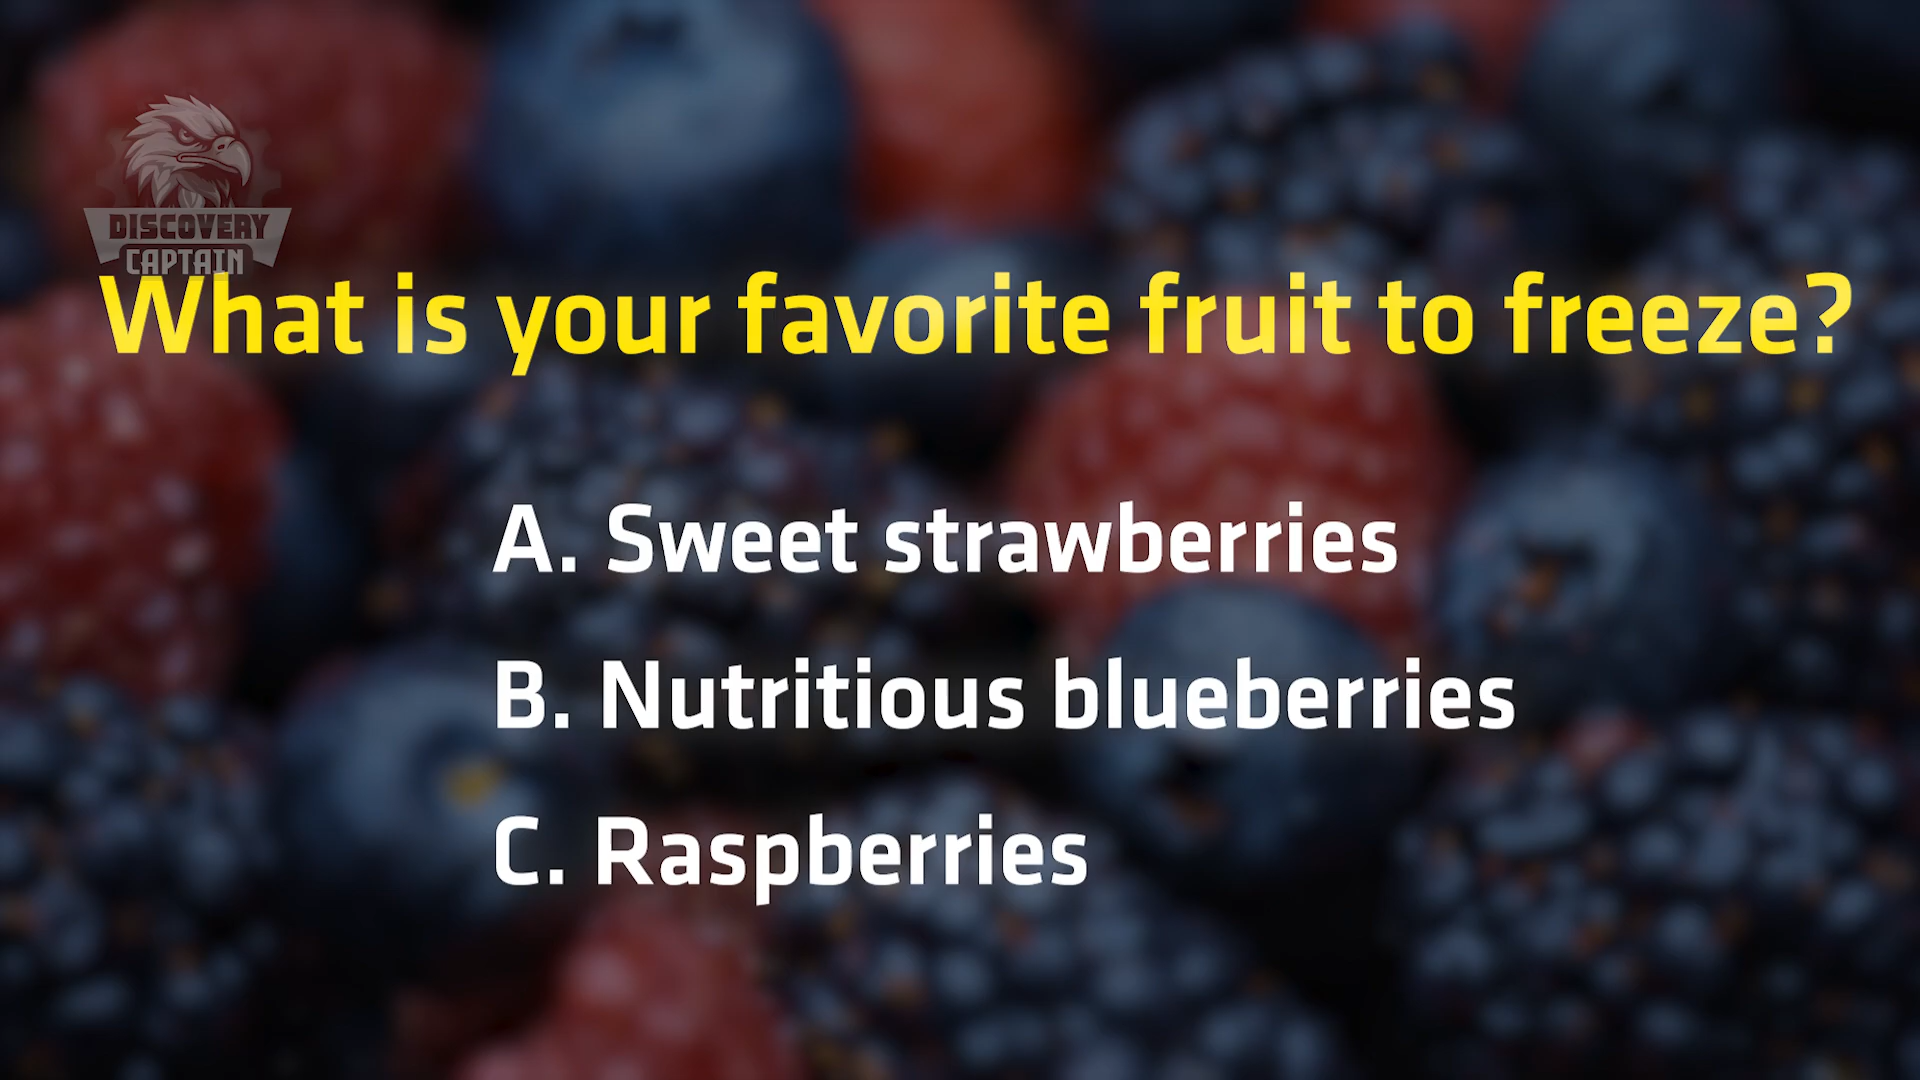 DISCOVERY
CAPTAIN
What is your favorite fruit to freeze?
A. Sweet strawberries
B. Nutritious blueberries
C. Raspberries